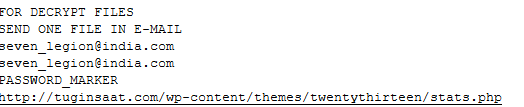 FOR DECRYPT FILES
SEND ONE FILE IN E-MAIL
seven_legion@india.com
seven_legion@india.com
PASSWORD_MARKER
http://tuginsaat.com/wp-content/themes/twentythirteen/stats.php